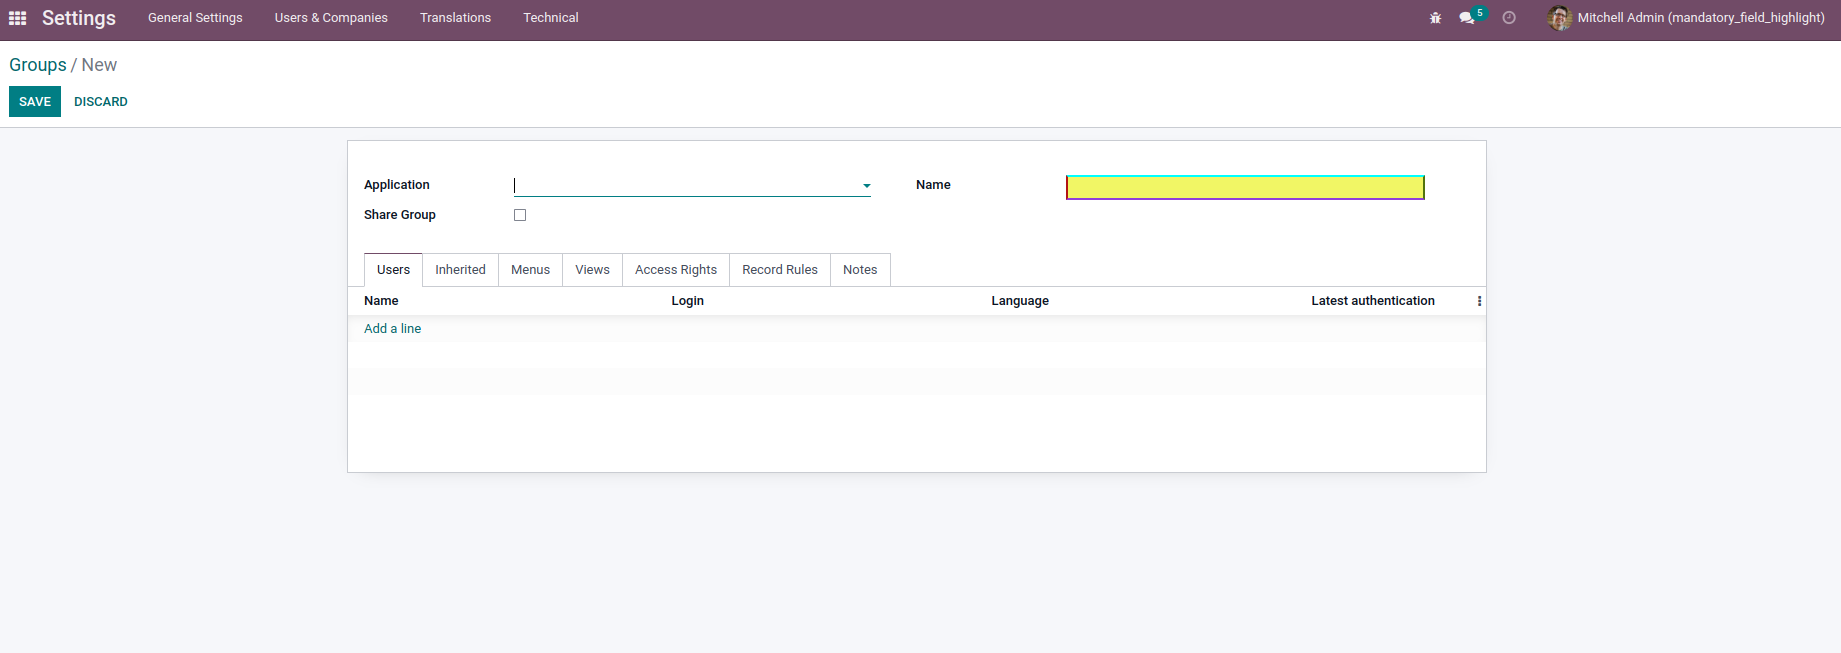 Settings General Settings Users & Companies Translations Technical 5 Mitchell Admin (mandatory_field_highlight)
Groups / New
SAVE DISCARD
Application Name
Share Group
Users Inherited Menus Views Access Rights Record Rules Notes
Name Login Language Latest authentication
Add a line